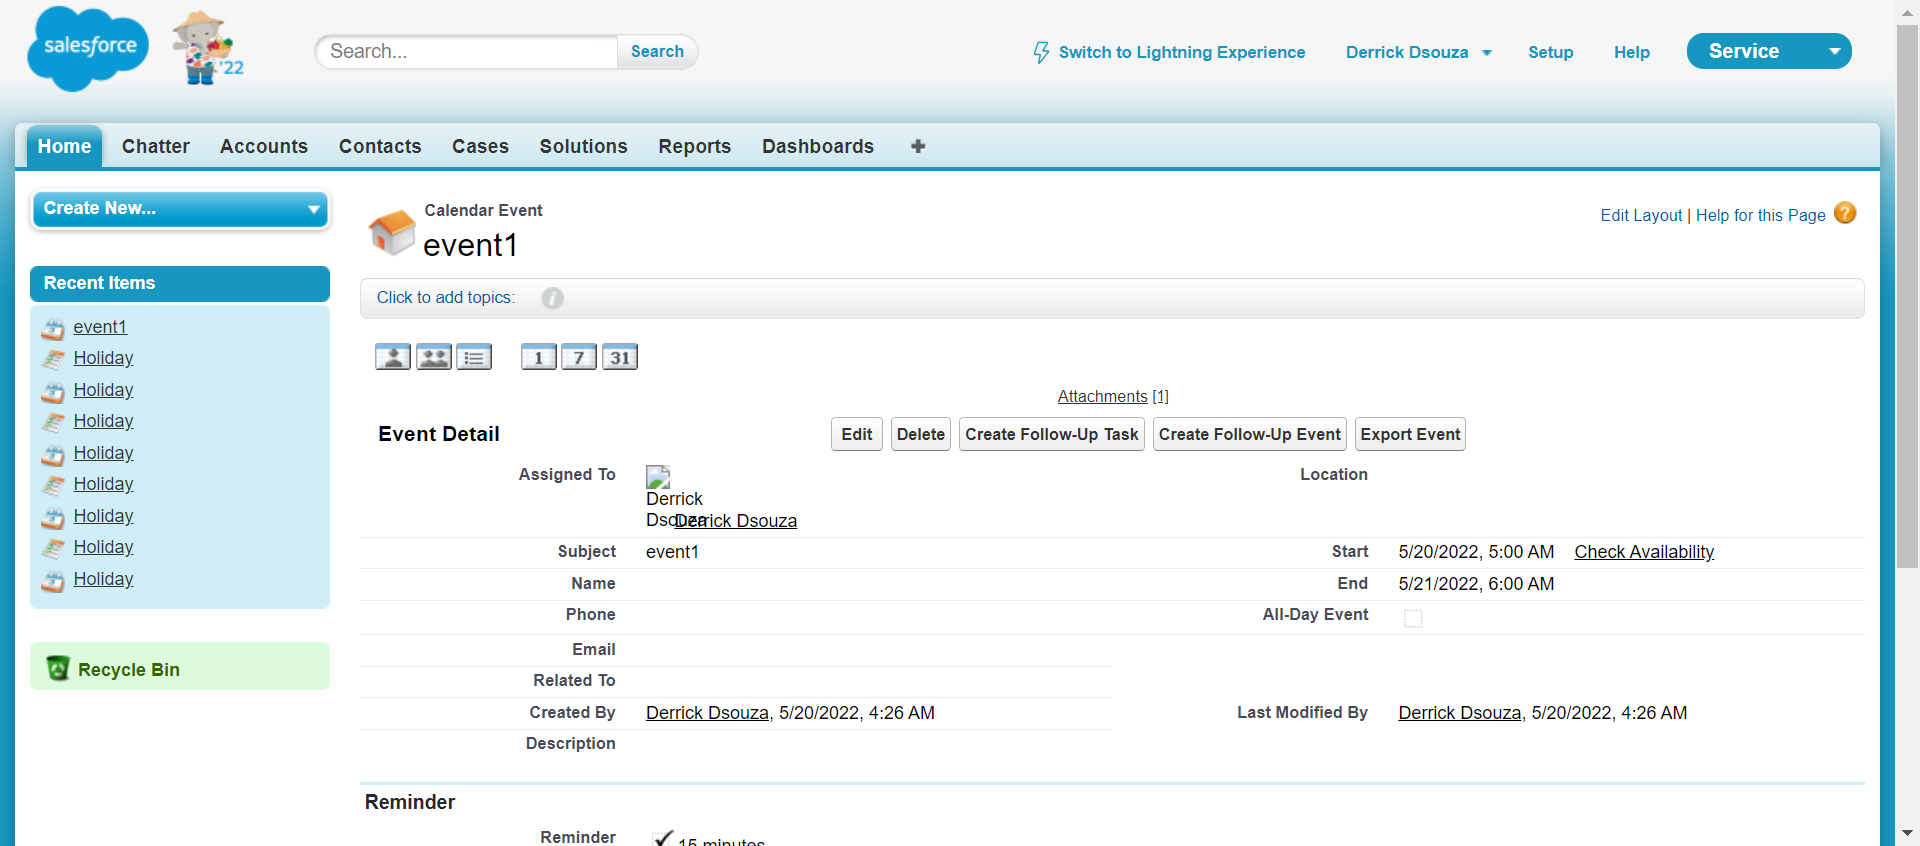 salesforce
'22
Search...
Search
Switch to Lightning Experience
Derrick Dsouza
Setup
Help
Service
Home
Chatter
Accounts
Contacts
Cases
Solutions
Reports
Dashboards
Create New...
Recent Items
event1
Holiday
Holiday
Holiday
Holiday
Holiday
Holiday
Holiday
Holiday
Recycle Bin
Calendar Event
event1
Edit Layout | Help for this Page ?
Click to add topics: i
1 7 31
Attachments [1]
Event Detail
Edit
Delete
Create Follow-Up Task
Create Follow-Up Event
Export Event
Assigned To
Derrick
Dsouza
Derrick Dsouza
Location
Subject event1
Start 5/20/2022, 5:00 AM Check Availability
Name
End 5/21/2022, 6:00 AM
Phone
All-Day Event
Email
Related To
Created By Derrick Dsouza, 5/20/2022, 4:26 AM
Last Modified By Derrick Dsouza, 5/20/2022, 4:26 AM
Description
Reminder
Reminder 15 minutes